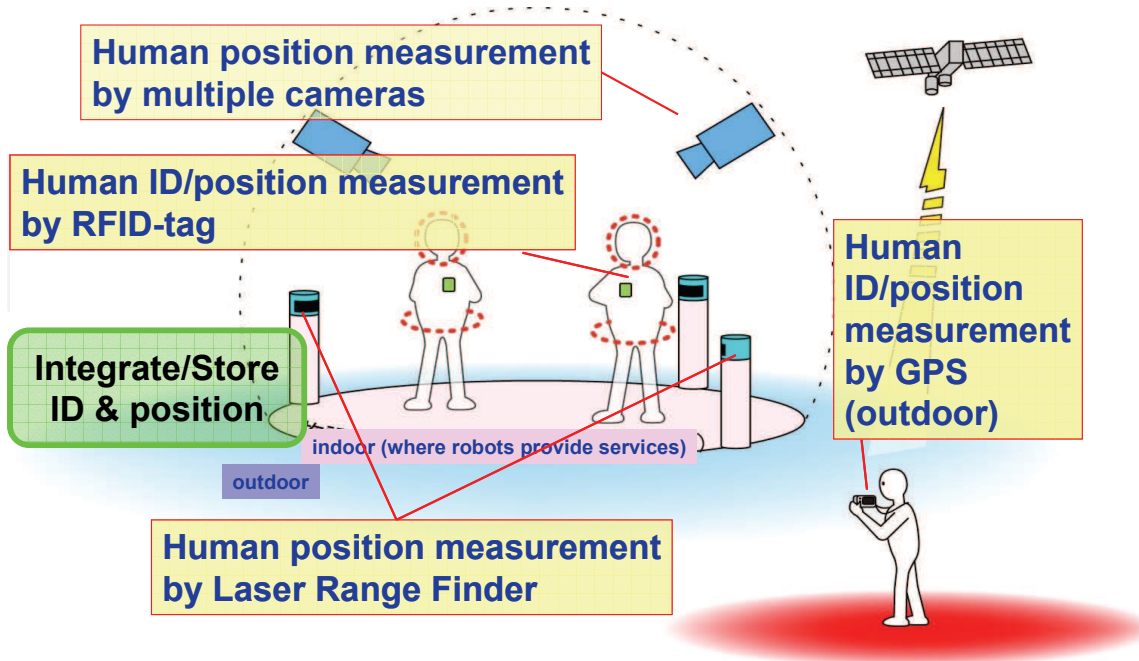 Human position measurement
by multiple cameras
Human ID/position measurement
by RFID-tag
Human
ID/position
measurement
by GPS
(outdoor)
Integrate/Store
ID & position
indoor (where robots provide services)
outdoor
Human position measurement
by Laser Range Finder